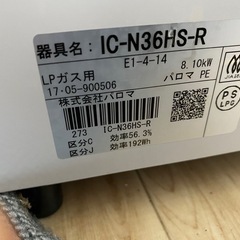 器具名: IC-N36HS-R
E1-4-14 8.10kW
LPガス用 パロマ PE
17・05-900506
株式会社パロマ
273 IC-N36HS-R
区分C 効率56.3%
区分J 効率192Wh
PS
LPG